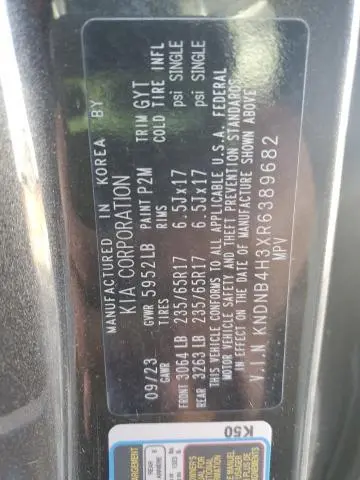 MANUFACTURED IN KOREA BY
KIA CORPORATION
09/23 GVWR 5952LB PAINT P2M TRIM GYT
GAWR TIRES RIMS COLD TIRE INFL
FRONT 3064 LB 235/65R17 6.5Jx17 psi SINGLE
REAR 3263 LB 235/65R17 6.5Jx17 psi SINGLE
THIS VEHICLE CONFORMS TO ALL APPLICABLE U.S.A. FEDERAL
MOTOR VEHICLE SAFETY AND THEFT PREVENTION STANDARDS
IN EFFECT ON THE DATE OF MANUFACTURE SHOWN ABOVE
V.I.N KNDNB4H3XR6389682
MPV
K50
REAR
ARRIÈRE